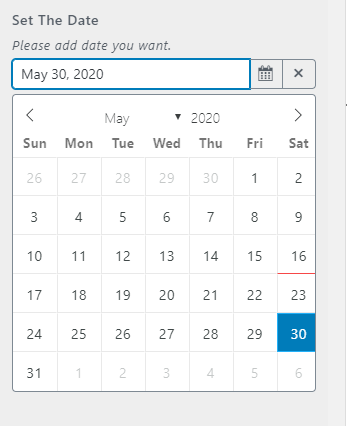 Set The Date
Please add date you want.
May 30, 2020
May 2020
Sun Mon Tue Wed Thu Fri Sat
26 27 28 29 30 1 2
3 4 5 6 7 8 9
10 11 12 13 14 15 16
17 18 19 20 21 22 23
24 25 26 27 28 29 30
31 1 2 3 4 5 6